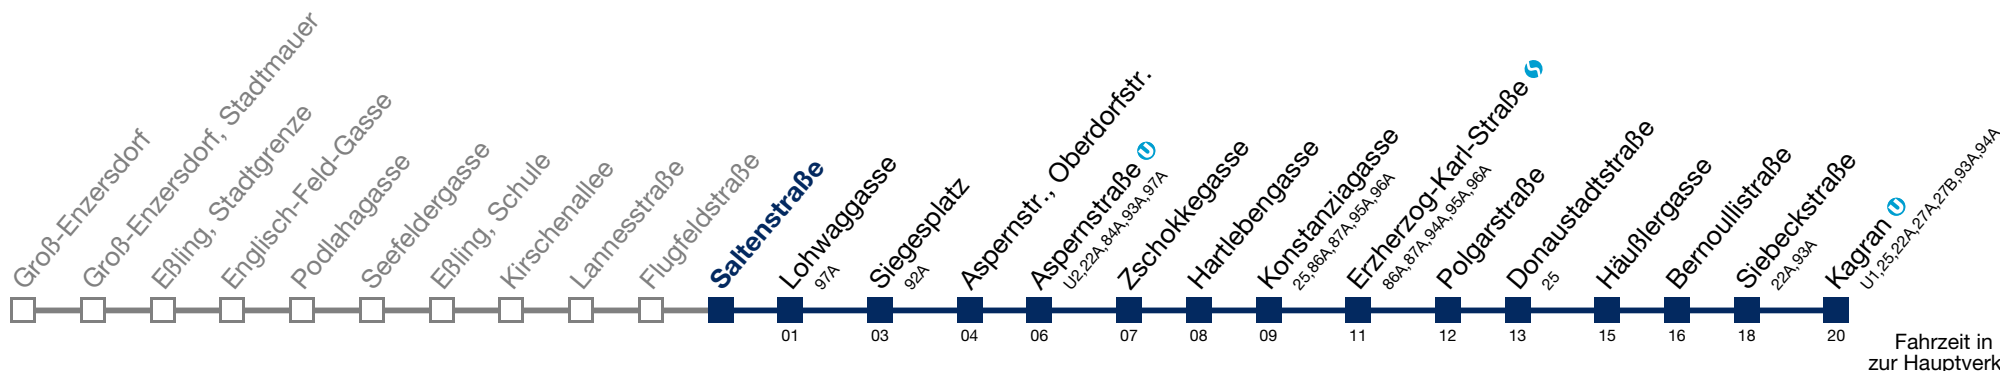 Groß-Enzersdorf
Groß-Enzersdorf, Stadtmauer
Eßling, Stadtgrenze
Englisch-Feld-Gasse
Podlahagasse
Seefeldergasse
Eßling, Schule
Kirschenallee
Lannesstraße
Flugfeldstraße
Saltenstraße
Lohwaggasse
97A
Siegesplatz
92A
Aspernstr., Oberdorfstr.
Aspernstraße U
U2,22A,84A,93A,97A
Zschokkegasse
Hartlebengasse
Konstanziagasse
25,86A,87A,95A,96A
Erzherzog-Karl-Straße S
86A,87A,94A,95A,96A
Polgarstraße
Donaustadtstraße
25
Häußlergasse
Bernoullistraße
Siebeckstraße
22A,93A
Kagran U
U1,25,22A,27A,27B,93A,94A
01 03 04 06 07 08 09 11 12 13 15 16 18 20
Fahrzeit in
zur Hauptverk